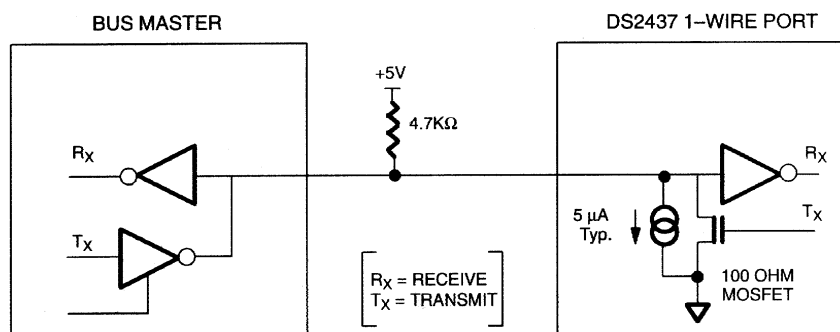 BUS MASTER
DS2437 1–WIRE PORT
+5V
4.7KΩ
RX
RX
TX
5 µA
Typ.
TX
RX = RECEIVE
TX = TRANSMIT
100 OHM
MOSFET